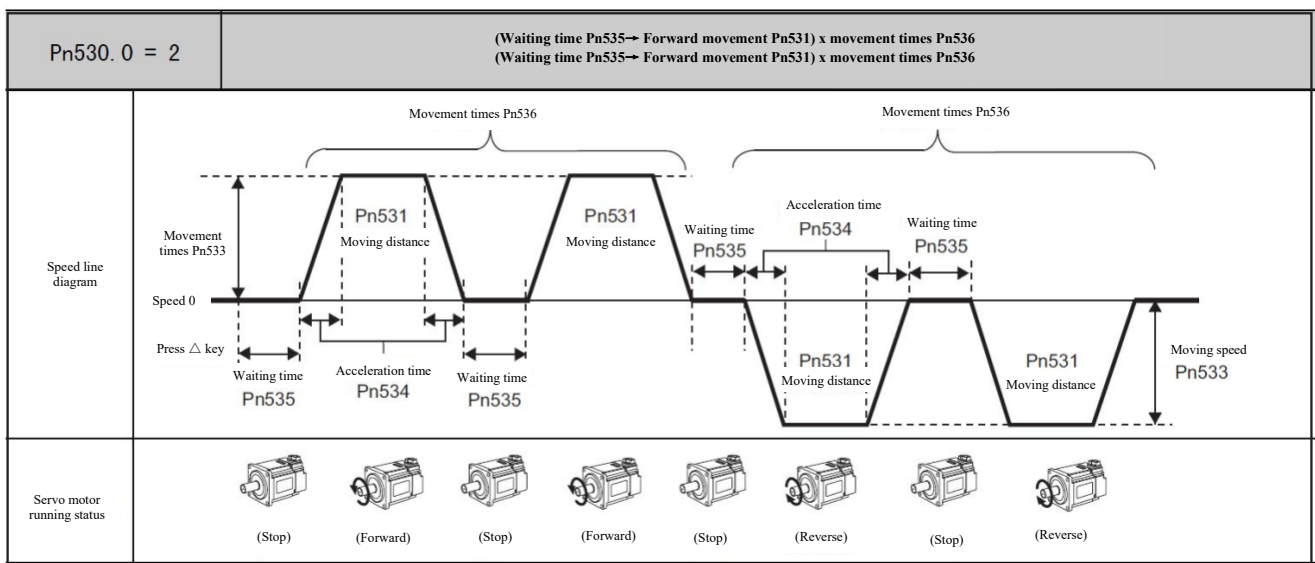 Pn530.0 = 2
(Waiting time Pn535→ Forward movement Pn531) x movement times Pn536
(Waiting time Pn535→ Forward movement Pn531) x movement times Pn536
Speed line
diagram
Movement times Pn536
Movement times Pn536
Movement
times Pn533
Pn531
Moving distance
Pn531
Moving distance
Waiting time
Pn535
Acceleration time
Pn534
Waiting time
Pn535
Speed 0
Press △ key
Waiting time
Pn535
Acceleration time
Pn534
Waiting time
Pn535
Pn531
Moving distance
Pn531
Moving distance
Moving speed
Pn533
Servo motor
running status
(Stop)
(Forward)
(Stop)
(Forward)
(Stop)
(Reverse)
(Stop)
(Reverse)